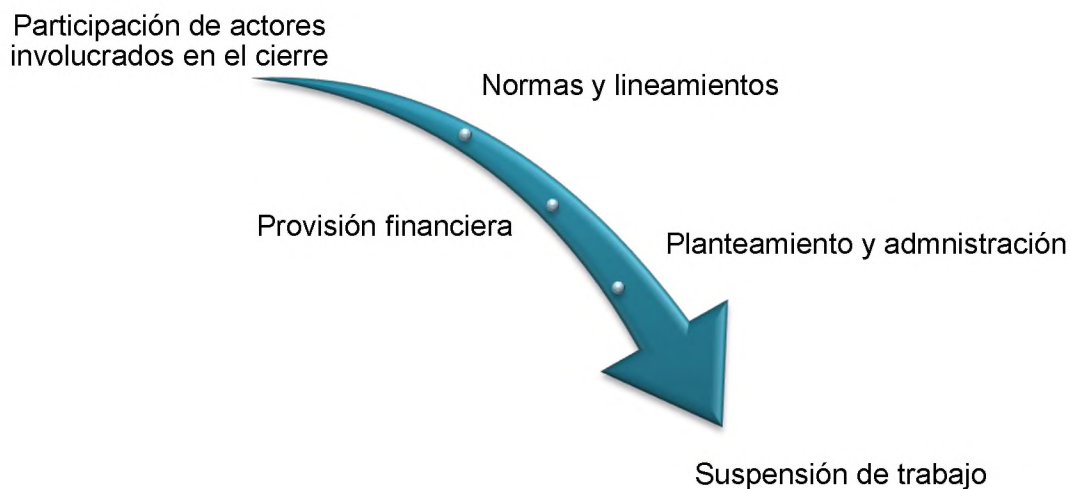 Participación de actores
involucrados en el cierre
Normas y lineamientos
Provisión financiera
Planteamiento y admnistración
Suspensión de trabajo